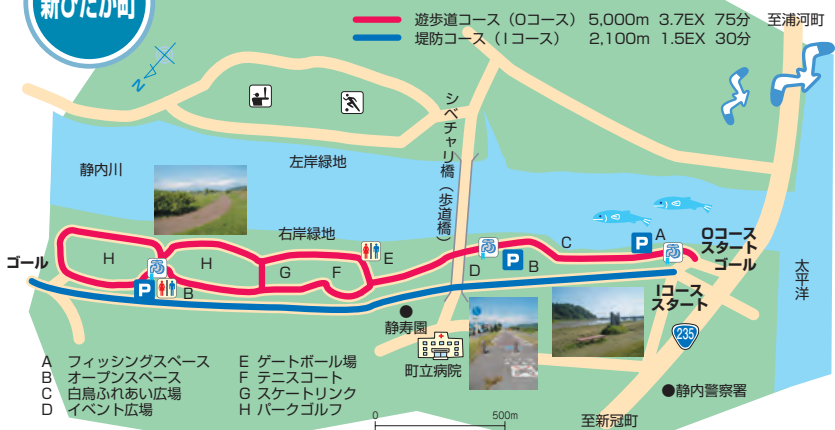 新ひだか町
遊歩道コース（Oコース） 5,000m 3.7EX 75分
堤防コース（Iコース） 2,100m 1.5EX 30分
至浦河町
N
シベチャリ橋（歩道橋）
静内川
左岸緑地
右岸緑地
ゴール
H
H
G
F
E
D
B
C
A
P
P
P
B
Oコース
スタート
ゴール
Iコース
スタート
太平洋
235
静寿園
町立病院
静内警察署
至新冠町
A フィッシングスペース
B オープンスペース
C 白鳥ふれあい広場
D イベント広場
E ゲートボール場
F テニスコート
G スケートリンク
H パークゴルフ
0 500m